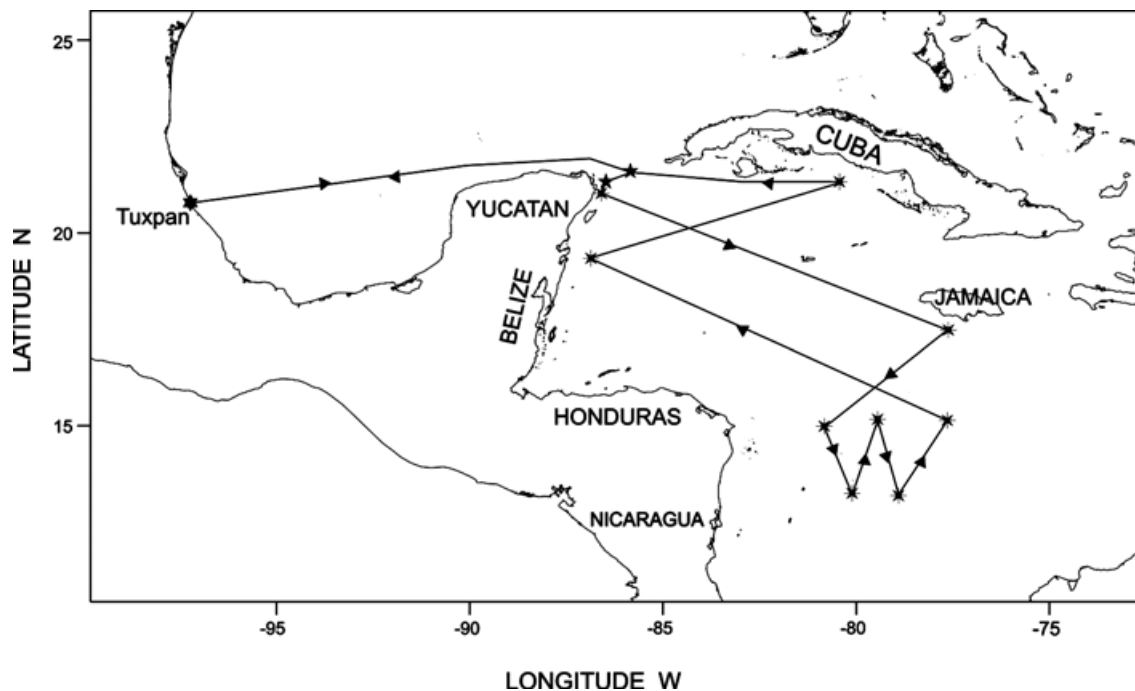 25
CUBA
Tuxpan
YUCATAN
20
LATITUDE N
BELIZE
JAMAICA
15
HONDURAS
NICARAGUA
-95
-90
-85
-80
-75
LONGITUDE W